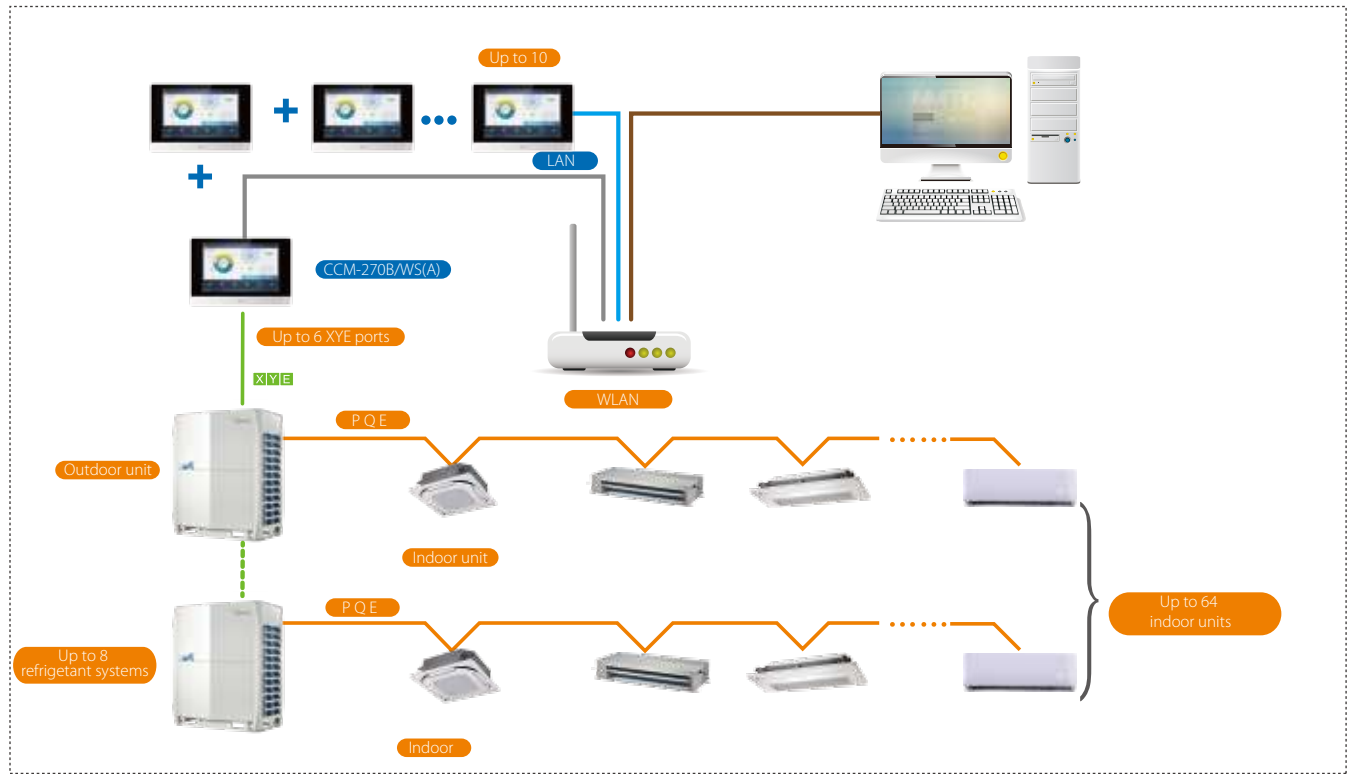 Up to 10
LAN
CCM-270B/WS(A)
Up to 6 XYE ports
X Y E
WLAN
P Q E
Outdoor unit
Indoor unit
P Q E
Up to 64
indoor units
Up to 8
refrigetant systems
Indoor